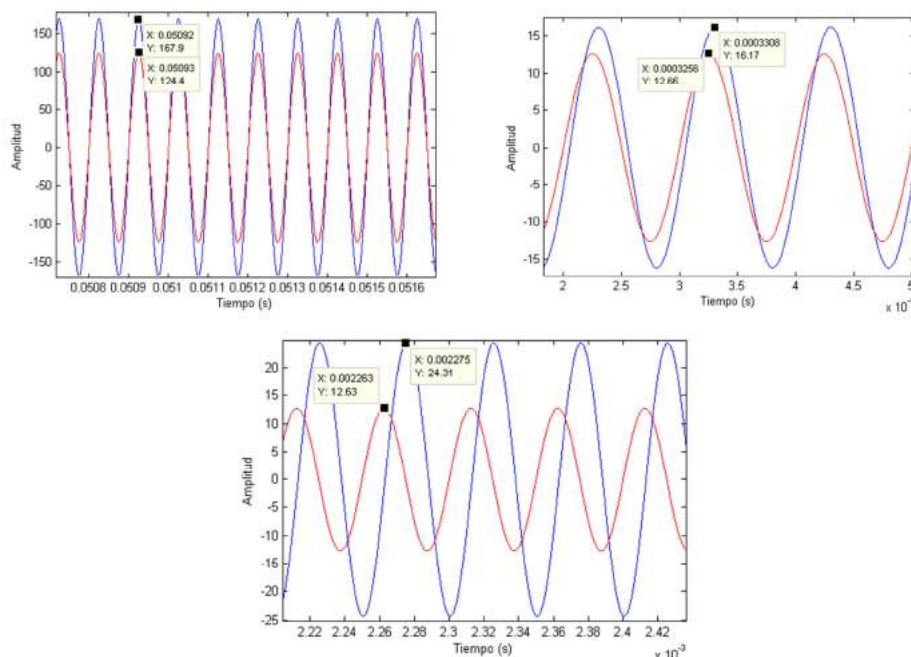 150
100
50
0
-50
-100
-150
Amplitud
X: 0.05092
Y: 167.9
X: 0.05093
Y: 124.4
0.0508 0.0509 0.051 0.0511 0.0512 0.0513 0.0514 0.0515 0.0516
Tiempo (s)
15
10
5
0
-5
-10
-15
Amplitud
X: 0.0003308
Y: 16.17
X: 0.0003256
Y: 12.66
2 2.5 3 3.5 4 4.5
Tiempo (s)
25
20
15
10
5
0
-5
-10
-15
-20
-25
Amplitud
X: 0.002263
Y: 12.63
X: 0.002275
Y: 24.31
2.22 2.24 2.26 2.28 2.3 2.32 2.34 2.36 2.38 2.4 2.42
Tiempo (s)
x 10⁻³